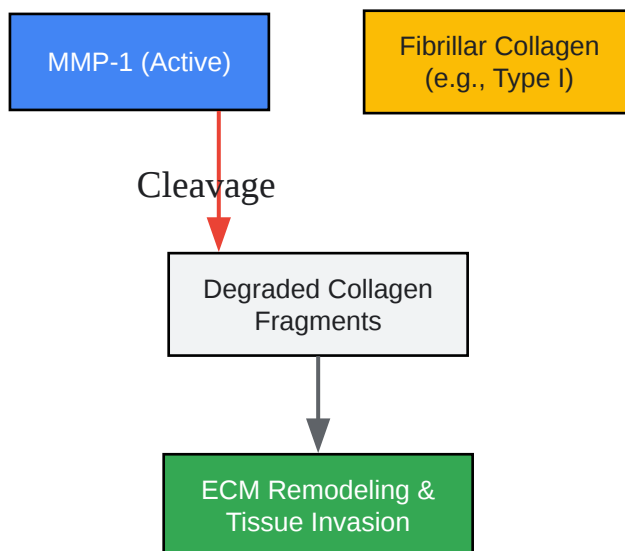 MMP-1 (Active)
Fibrillar Collagen
(e.g., Type I)
Cleavage
Degraded Collagen
Fragments
ECM Remodeling &
Tissue Invasion